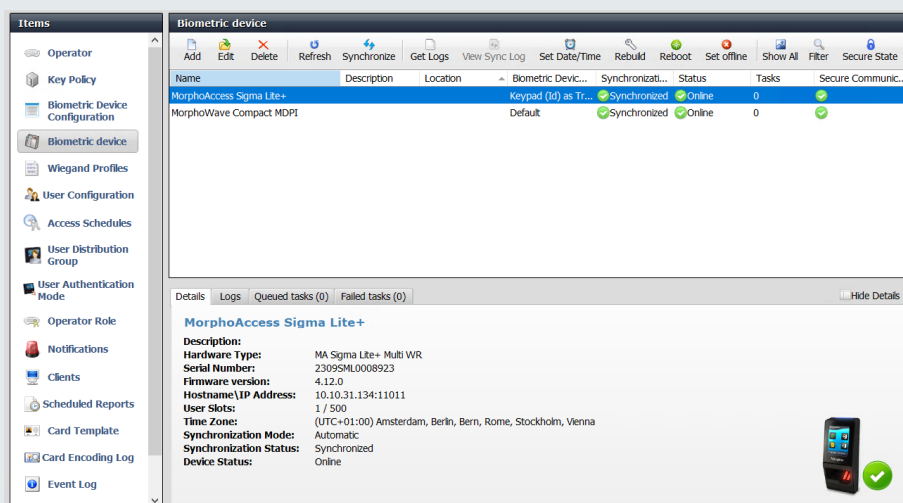 Items
Operator
Key Policy
Biometric Device
Configuration
Biometric device
Wiegand Profiles
User Configuration
Access Schedules
User Distribution
Group
User Authentication
Mode
Operator Role
Notifications
Clients
Scheduled Reports
Card Template
Card Encoding Log
Event Log
Biometric device
Add Edit Delete Refresh Synchronize Get Logs View Sync Log Set Date/Time Rebuild Reboot Set offline Show All Filter Secure State
Name Description Location Biometric Devic... Synchronizati... Status Tasks Secure Communic...
MorphoAccess Sigma Lite+ Keypad (Id) as Tr... Synchronized Online 0
MorphoWave Compact MDPI Default Synchronized Online 0
Details Logs Queued tasks (0) Failed tasks (0) Hide Details
MorphoAccess Sigma Lite+
Description:
Hardware Type: MA Sigma Lite+ Multi WR
Serial Number: 2309SML0008923
Firmware version: 4.12.0
Hostname\IP Address: 10.10.31.134:11011
User Slots: 1 / 500
Time Zone: (UTC+01:00) Amsterdam, Berlin, Bern, Rome, Stockholm, Vienna
Synchronization Mode: Automatic
Synchronization Status: Synchronized
Device Status: Online